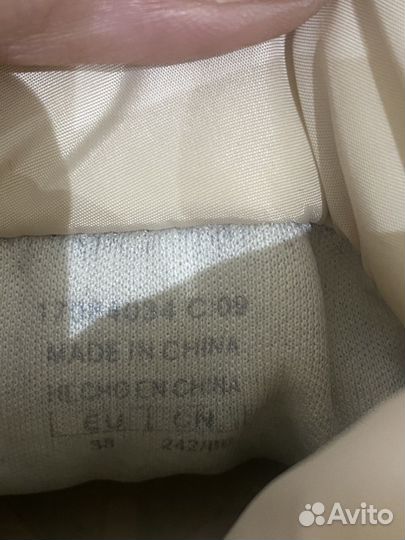 C:09
MADE IN CHINA
HECHO EN CHINA
EU CN
38
Avito